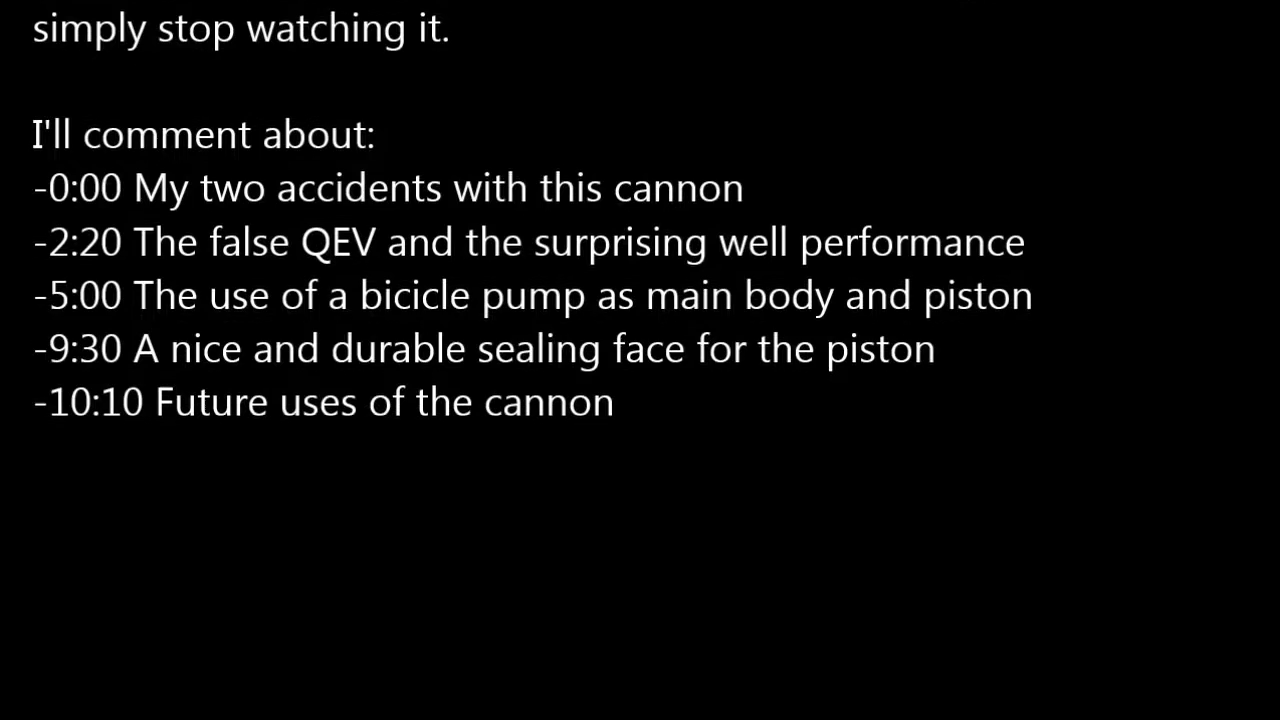 simply stop watching it.
I'll comment about:
-0:00 My two accidents with this cannon
-2:20 The false QEV and the surprising well performance
-5:00 The use of a bicicle pump as main body and piston
-9:30 A nice and durable sealing face for the piston
-10:10 Future uses of the cannon